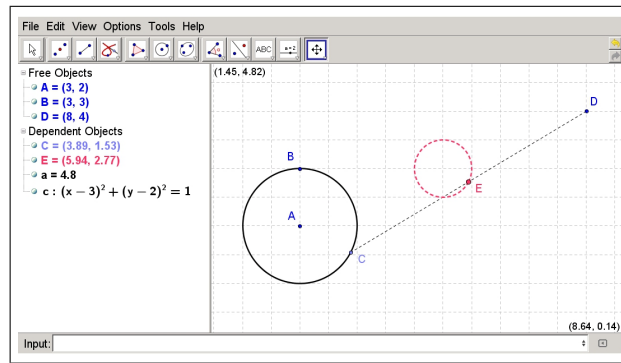 File Edit View Options Tools Help
ABC
a=2
Free Objects
A = (3, 2)
B = (3, 3)
D = (8, 4)
Dependent Objects
C = (3.89, 1.53)
E = (5.94, 2.77)
a = 4.8
c : (x − 3)² + (y − 2)² = 1
(1.45, 4.82)
D
B
E
A
C
(8.64, 0.14)
Input: